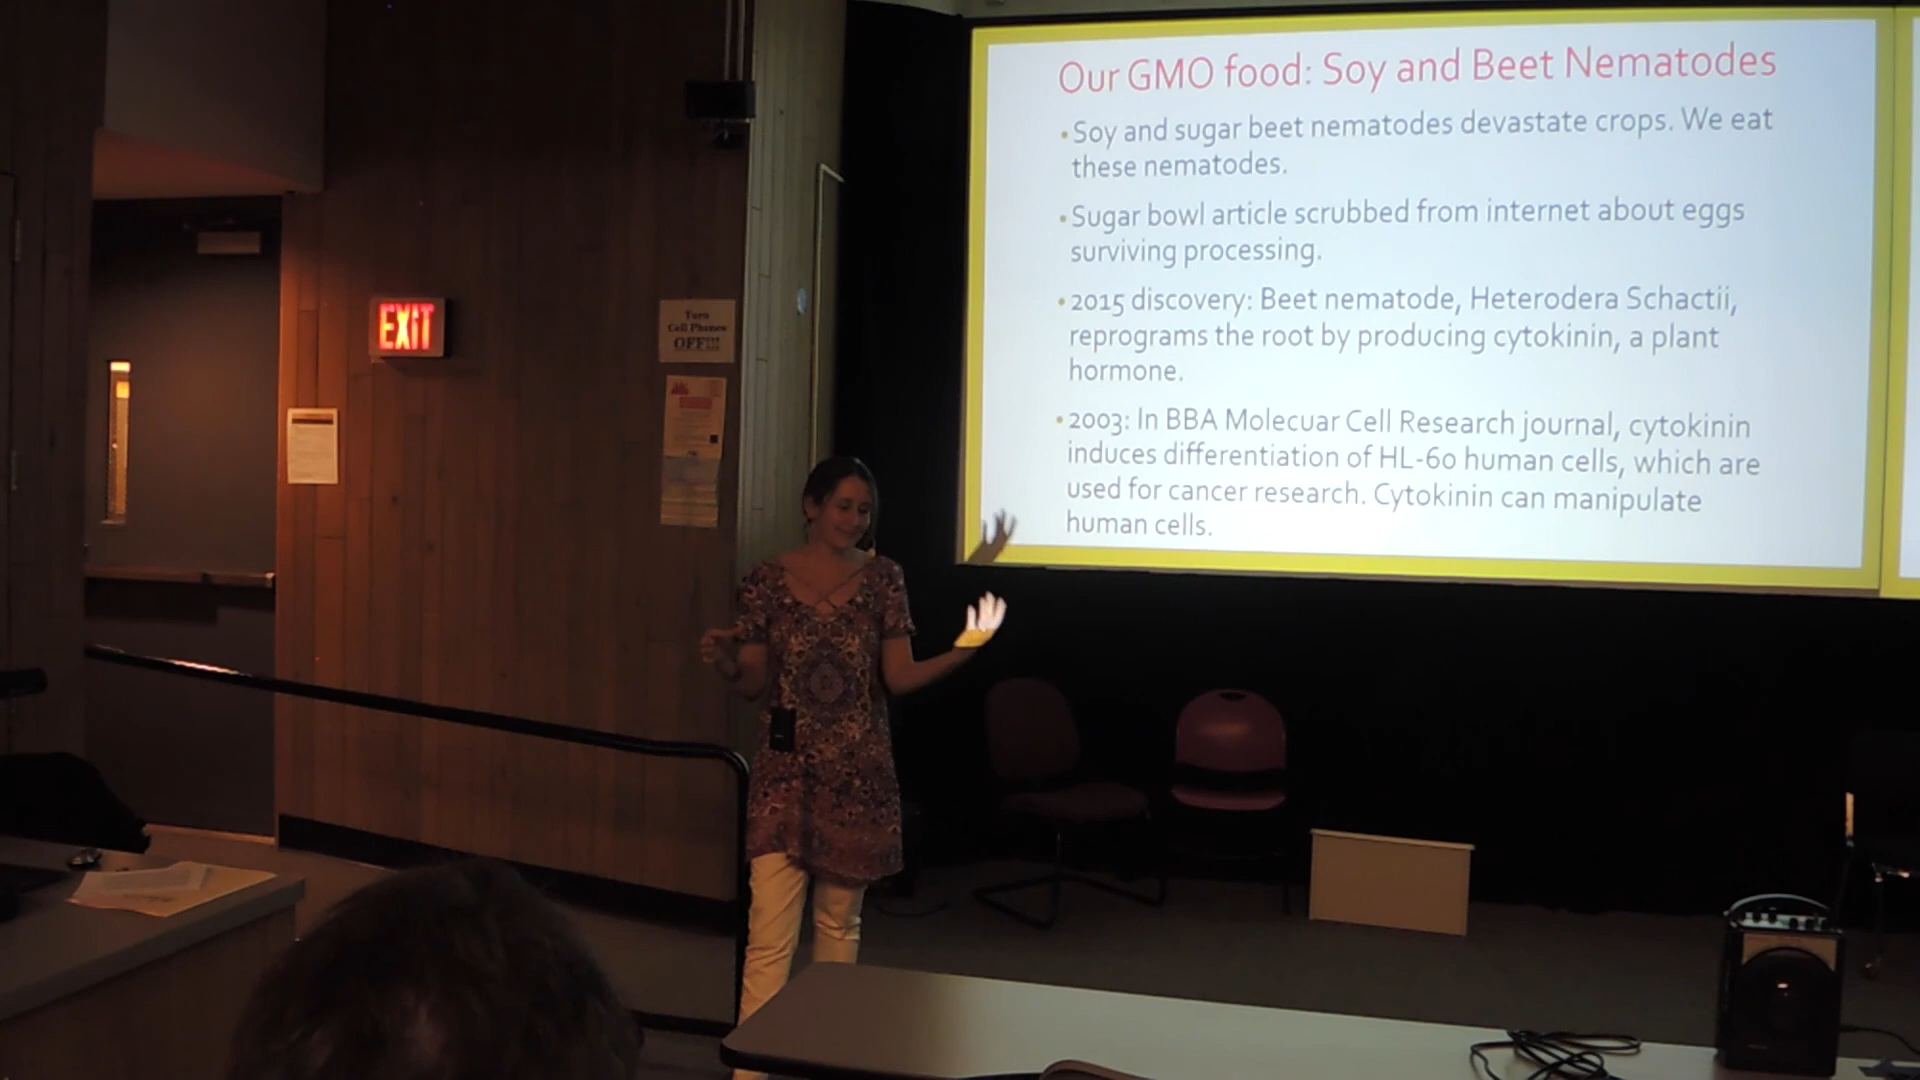 Our GMO food: Soy and Beet Nematodes
• Soy and sugar beet nematodes devastate crops. We eat
these nematodes.
• Sugar bowl article scrubbed from internet about eggs
surviving processing.
• 2015 discovery: Beet nematode, Heterodera Schactii,
reprograms the root by producing cytokinin, a plant
hormone.
• 2003: In BBA Molecuar Cell Research journal, cytokinin
induces differentiation of HL-60 human cells, which are
used for cancer research. Cytokinin can manipulate
human cells.
EXIT
Turn
Cell Phones
OFF!!!